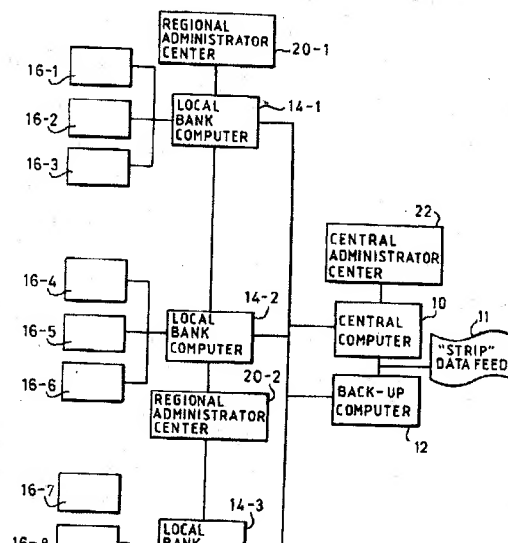 REGIONAL
ADMINISTRATOR
CENTER
20-1
16-1
LOCAL
BANK
COMPUTER
14-1
16-2
16-3
22
CENTRAL
ADMINISTRATOR
CENTER
16-4
14-2
10
11
LOCAL
BANK
COMPUTER
CENTRAL
COMPUTER
"STRIP"
DATA FEED
16-5
16-6
20-2
REGIONAL
ADMINISTRATOR
CENTER
BACK-UP
COMPUTER
12
16-7
14-3
16-8
LOCAL
BANK